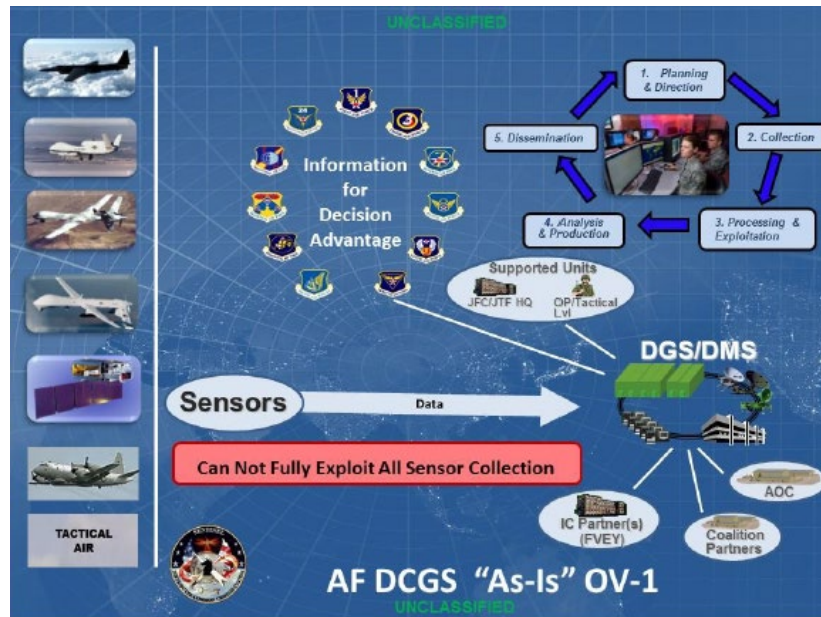 UNCLASSIFIED
1. Planning
& Direction
5. Dissemination
2. Collection
4. Analysis
& Production
3. Processing &
Exploitation
Information
for
Decision
Advantage
Supported Units
JFC/JTF HQ
OP/Tactical
Lvl
DGS/DMS
Sensors
Data
Can Not Fully Exploit All Sensor Collection
AOC
IC Partner(s)
(FVEY)
Coalition
Partners
TACTICAL
AIR
AF DCGS "As-Is" OV-1
UNCLASSIFIED